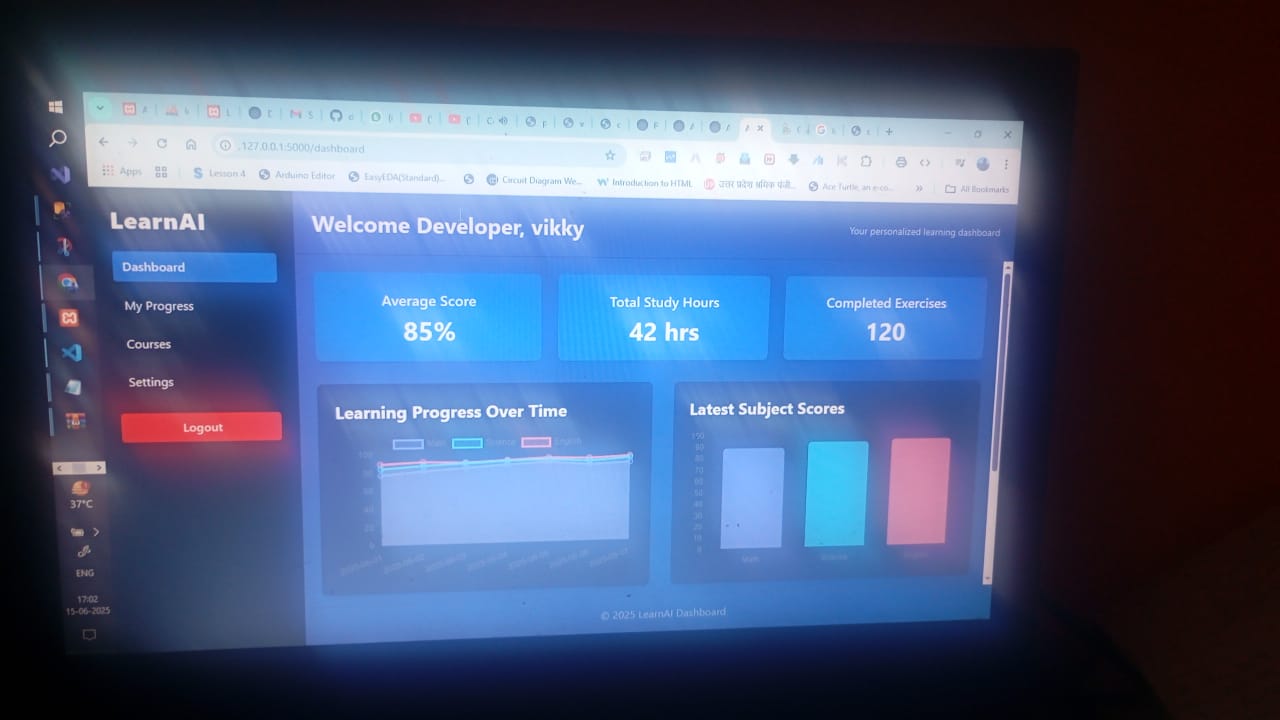 127.0.0.1:5000/dashboard
Apps
Lesson 4
Arduino Editor
EasyEDA(Standard)...
Circuit Diagram We...
Introduction to HTML
उत्तर प्रदेश श्रमिक पंजी...
Ace Turtle, an e-co...
»
All Bookmarks
LearnAI
Welcome Developer, vikky
Your personalized learning dashboard
Dashboard
My Progress
Courses
Settings
Logout
Average Score
85%
Total Study Hours
42 hrs
Completed Exercises
120
Learning Progress Over Time
Math
Science
English
100
80
60
40
20
0
Latest Subject Scores
100
90
80
70
60
50
40
30
20
10
0
Math
© 2025 LearnAI Dashboard
37°C
ENG
17:02
15-06-2025